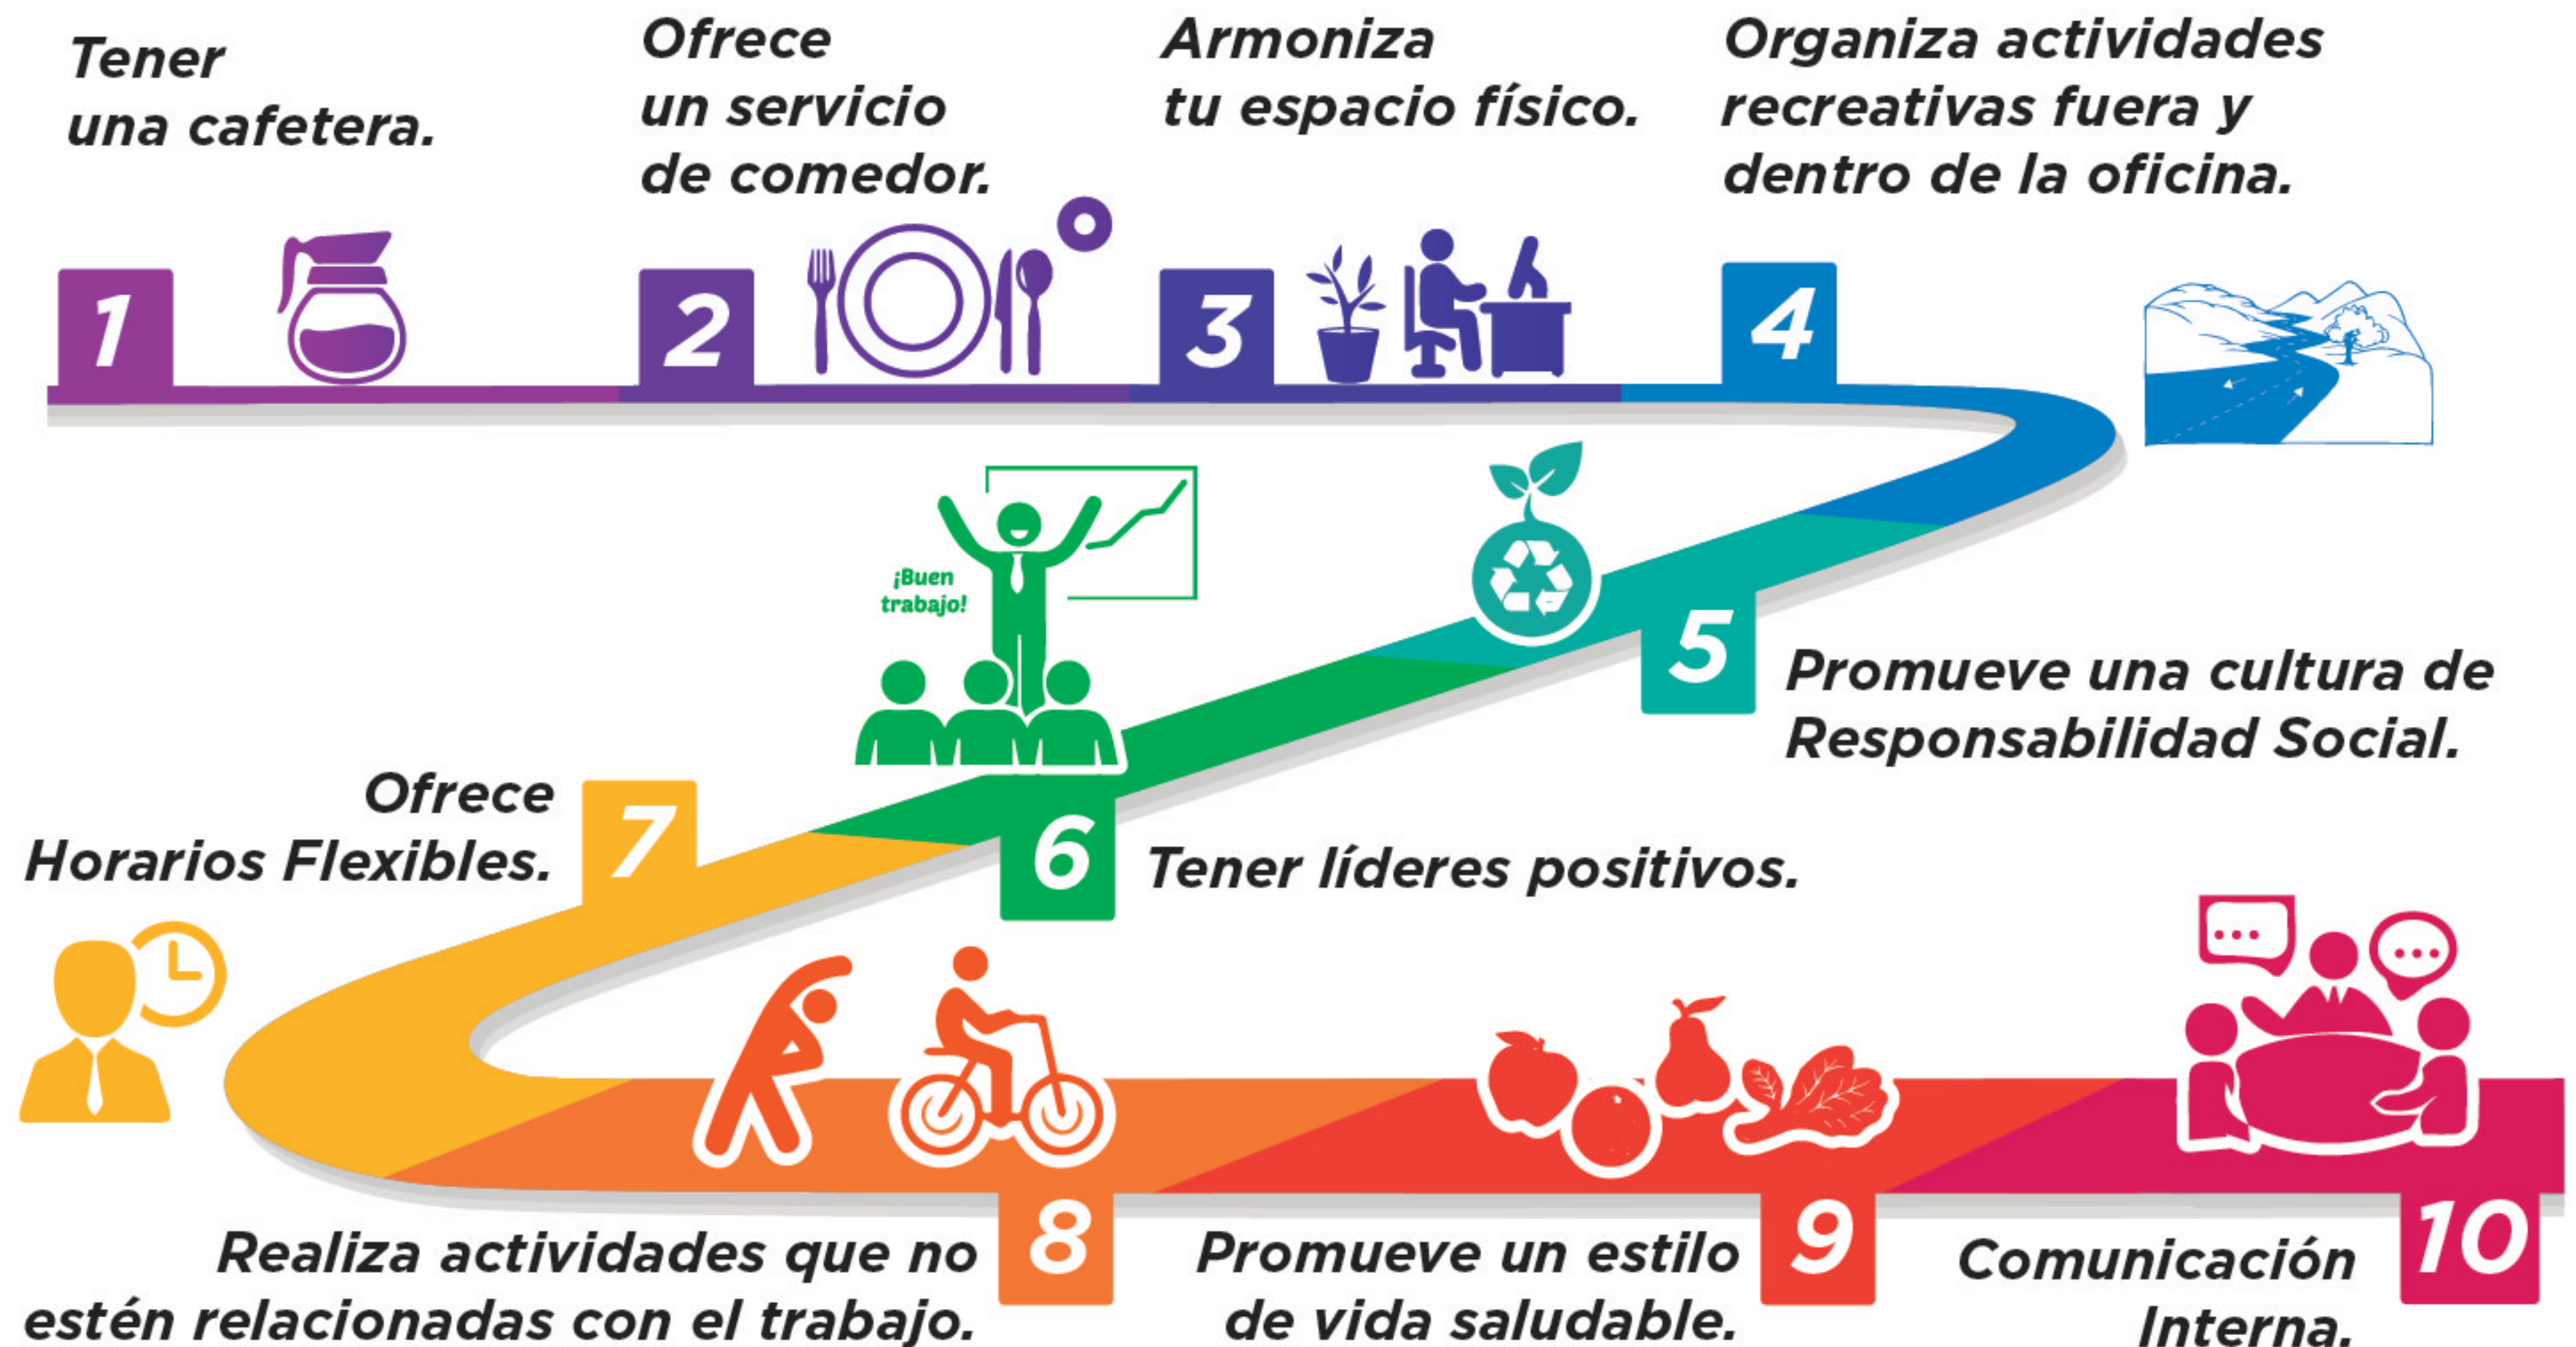 Tener
una cafetera.
1
Ofrece
un servicio
de comedor.
2
Armoniza
tu espacio físico.
3
Organiza actividades
recreativas fuera y
dentro de la oficina.
4
5
Promueve una cultura de
Responsabilidad Social.
¡Buen
trabajo!
6
Tener líderes positivos.
Ofrece
Horarios Flexibles.
7
8
Realiza actividades que no
estén relacionadas con el trabajo.
9
Promueve un estilo
de vida saludable.
10
Comunicación
Interna.